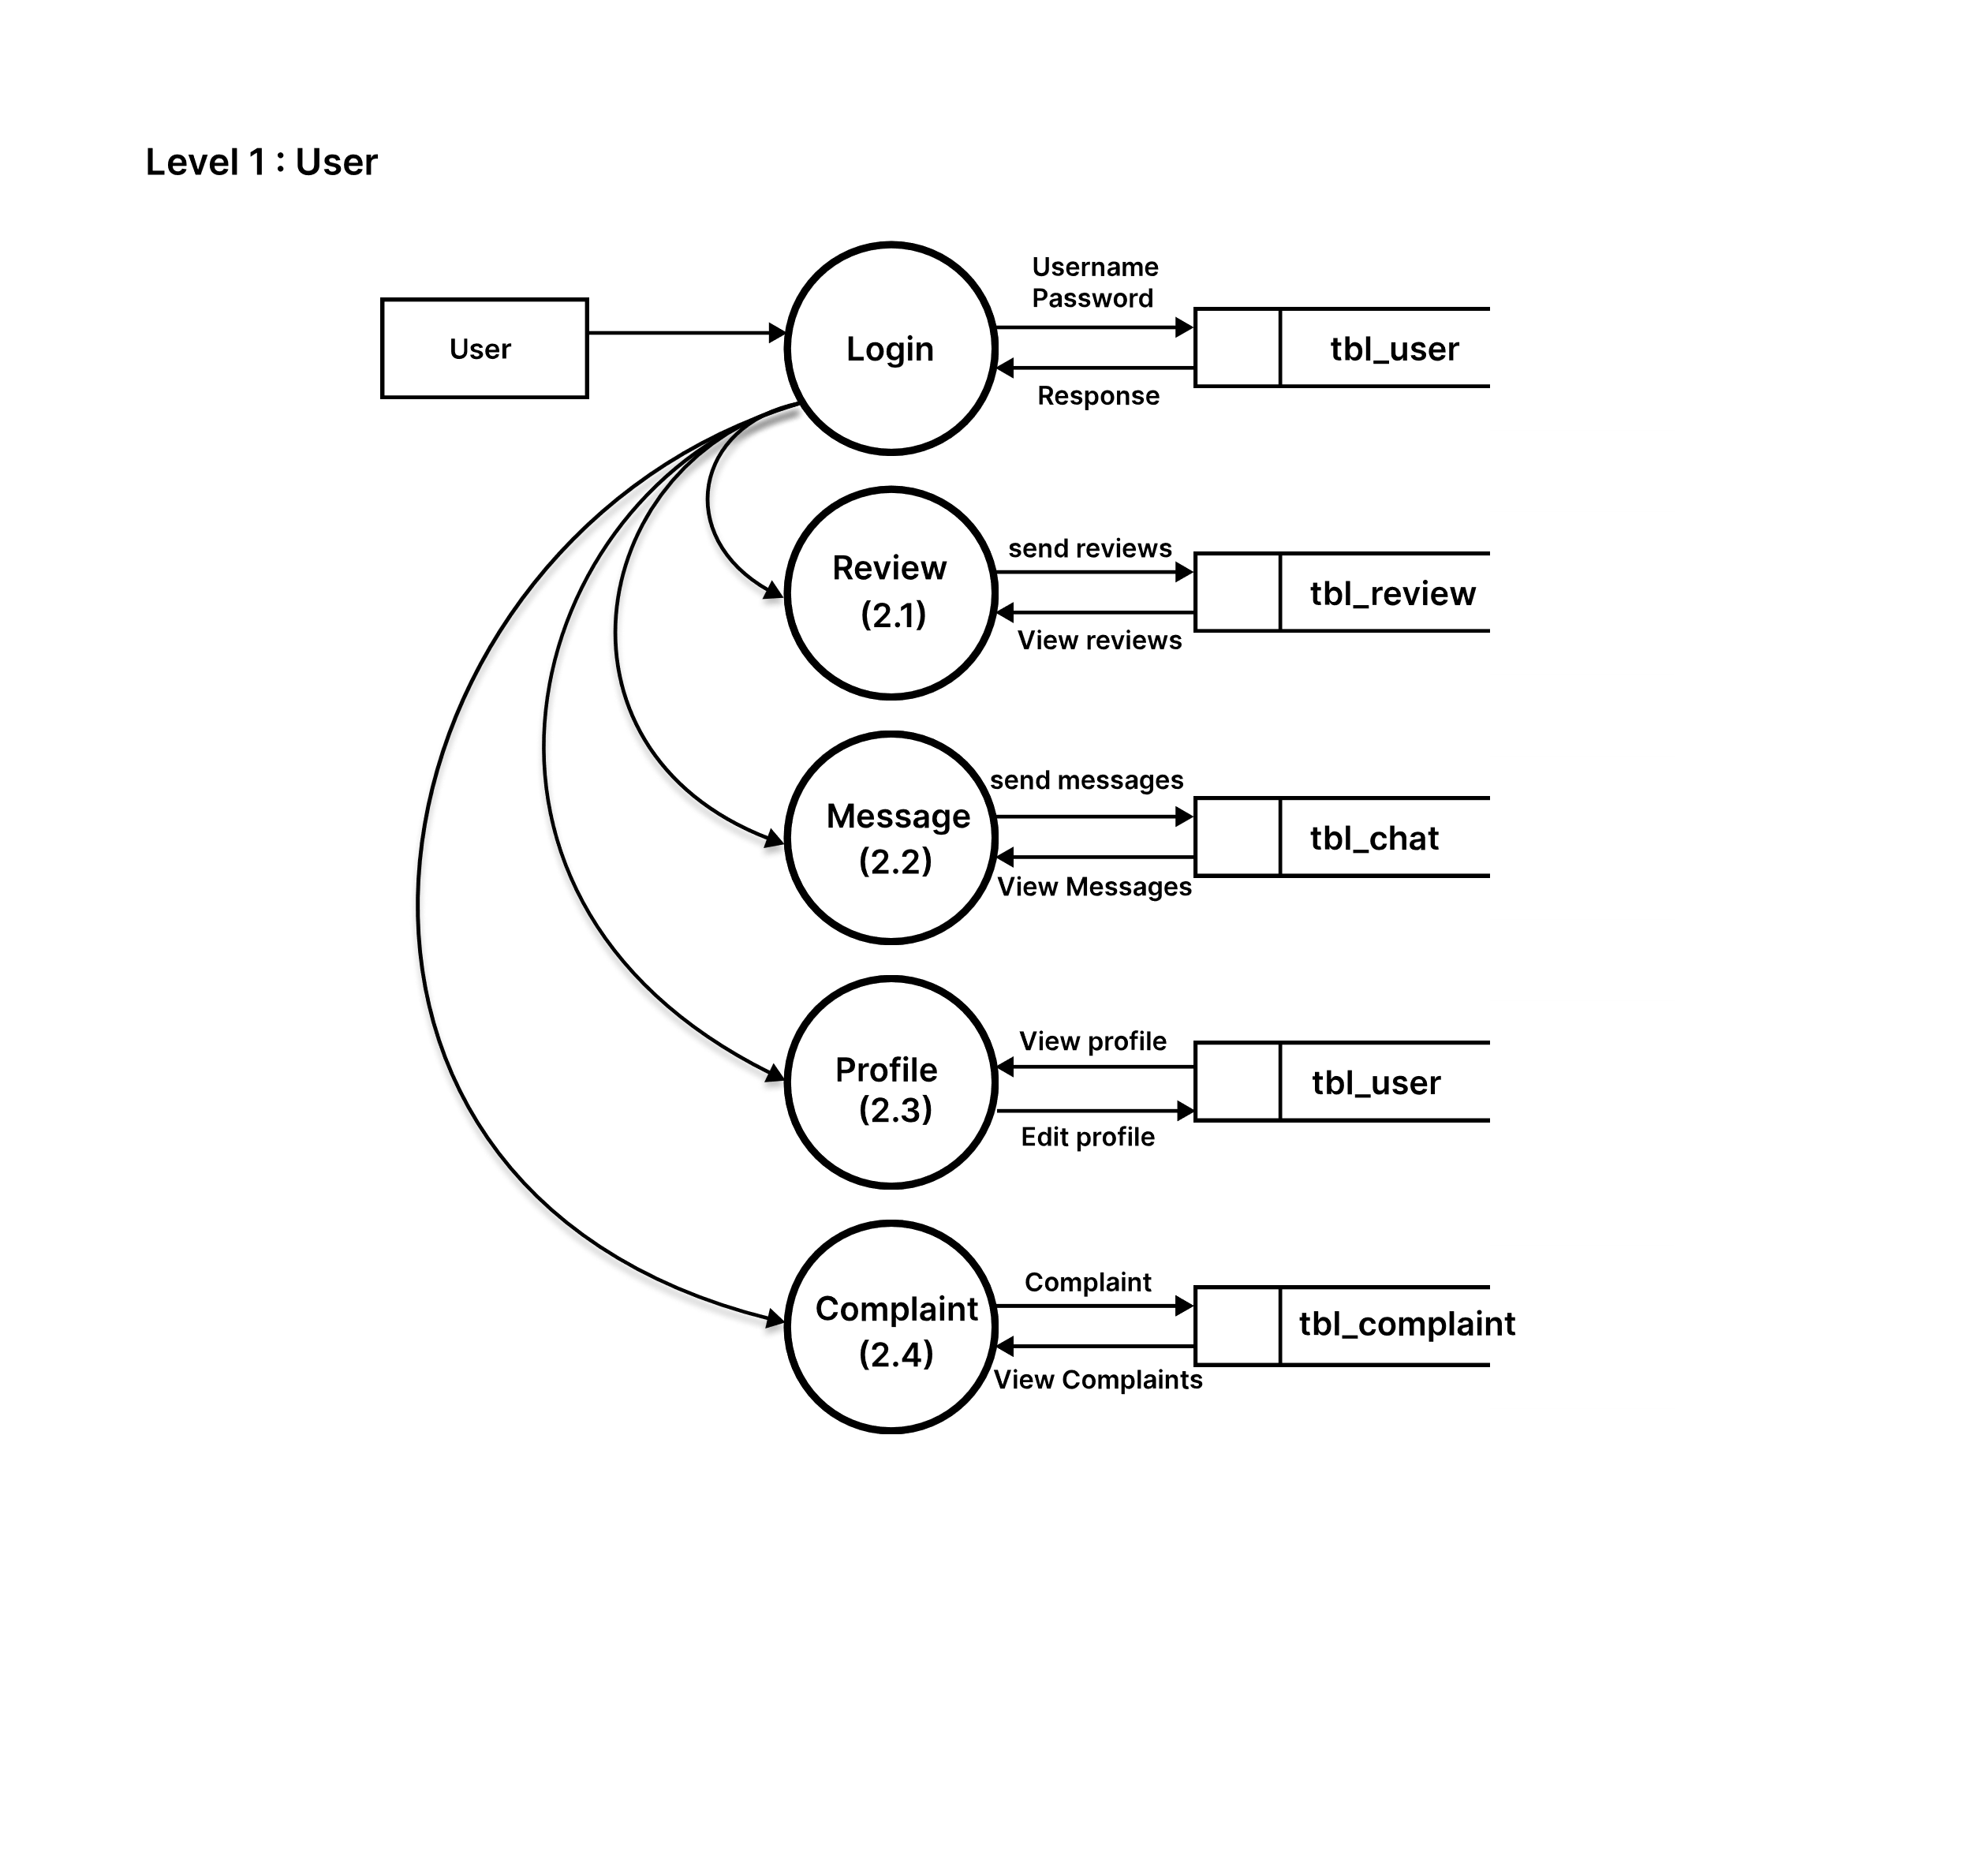 Level 1 : User
User
Login
Username
Password
Response
tbl_user
Review
(2.1)
send reviews
View reviews
tbl_review
Message
(2.2)
send messages
View Messages
tbl_chat
Profile
(2.3)
View profile
Edit profile
tbl_user
Complaint
(2.4)
Complaint
View Complaints
tbl_complaint